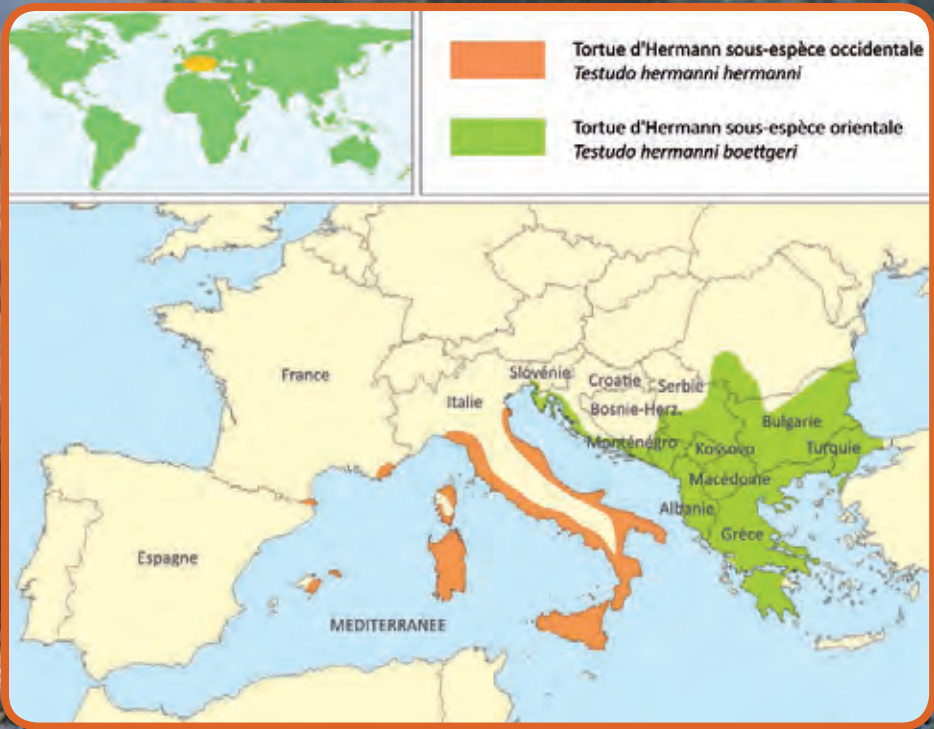 Tortue d'Hermann sous-espèce occidentale
Testudo hermanni hermanni
Tortue d'Hermann sous-espèce orientale
Testudo hermanni boettgeri
France
Slovénie
Croatie
Serbie
Italie
Bosnie-Herz.
Bulgarie
Monténégro
Kossovo
Turquie
Macédoine
Albanie
Grèce
Espagne
MEDITERRANEE